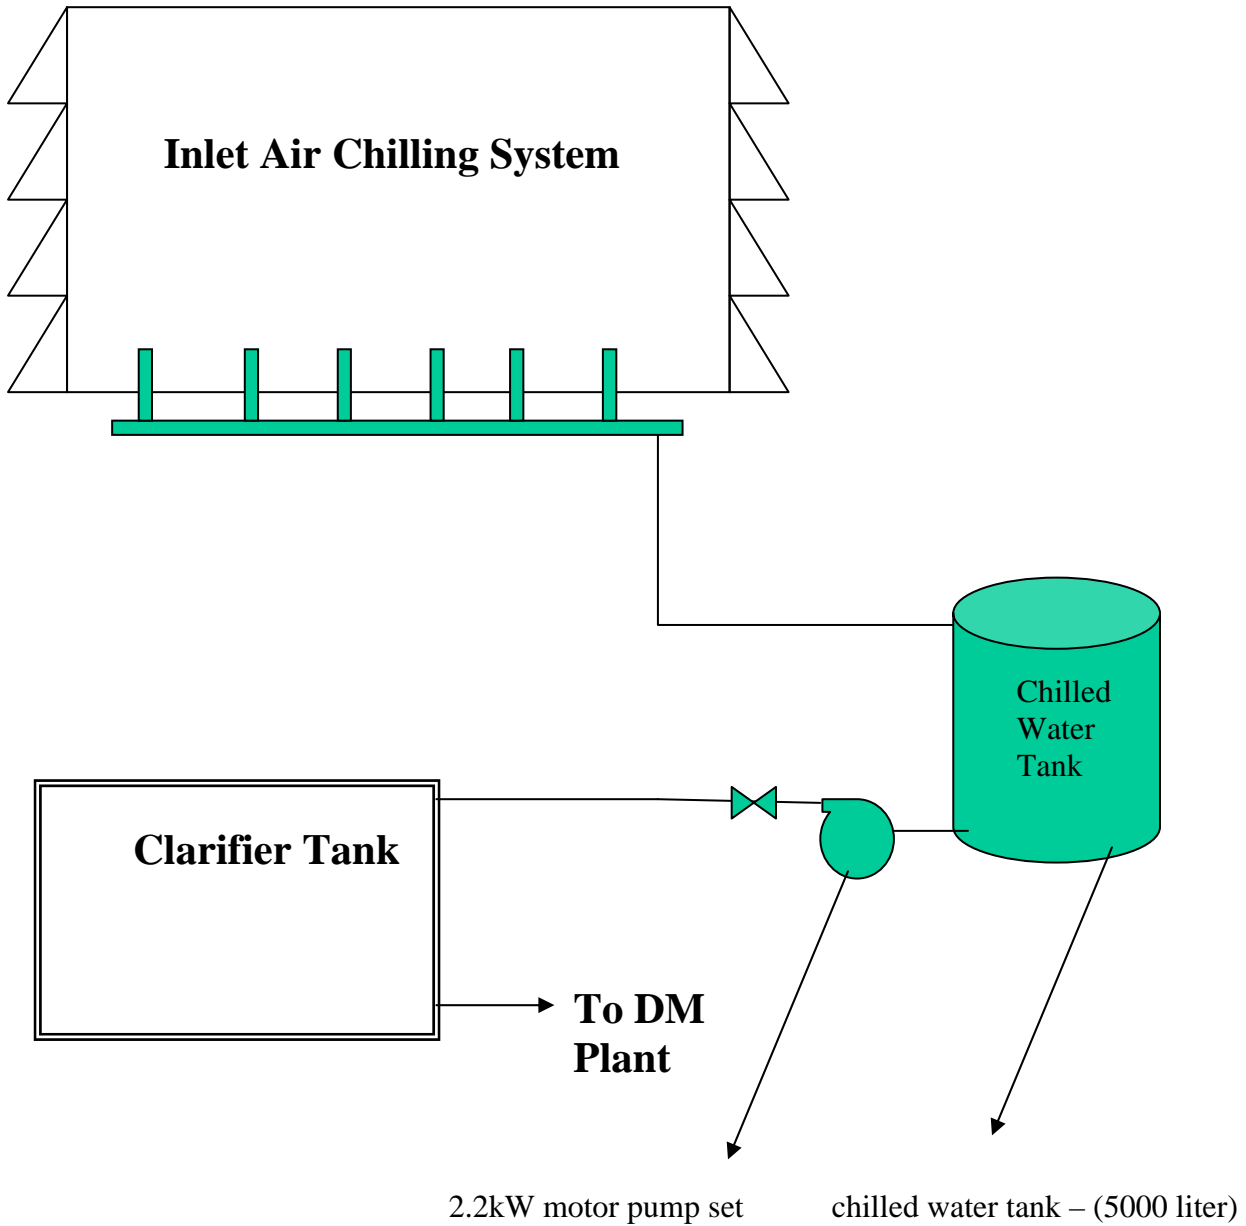 Inlet Air Chilling System
Chilled
Water
Tank
Clarifier Tank
To DM
Plant
2.2kW motor pump set
chilled water tank – (5000 liter)